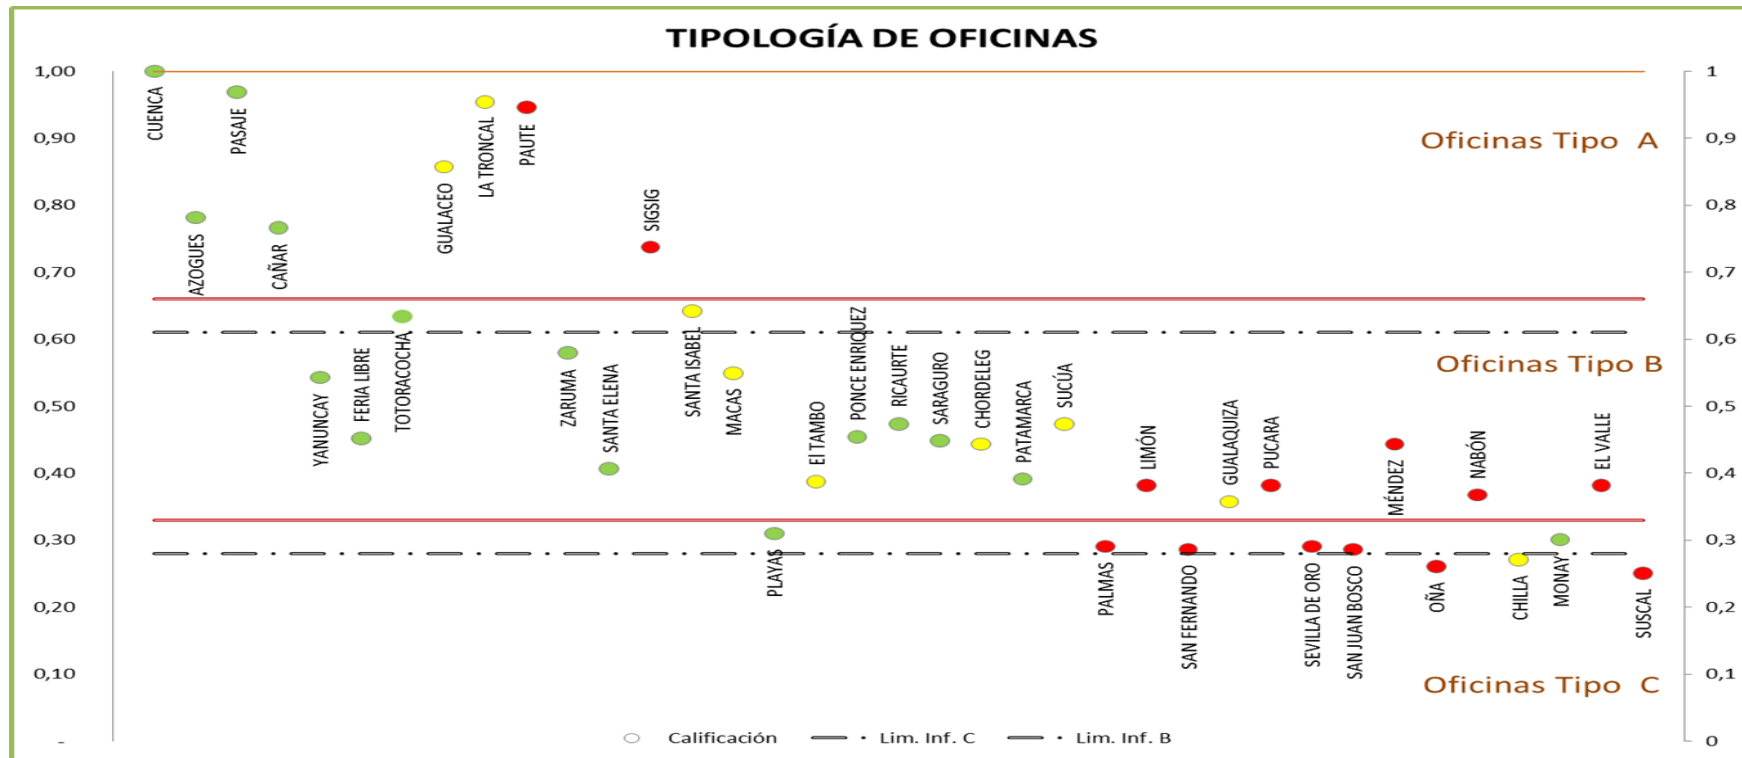 TIPOLOGÍA DE OFICINAS
1,00
0,90
0,80
0,70
0,60
0,50
0,40
0,30
0,20
0,10
-
1
0,9
0,8
0,7
0,6
0,5
0,4
0,3
0,2
0,1
0
Oficinas Tipo A
Oficinas Tipo B
Oficinas Tipo C
CUENCA
AZOGUES
PASAJE
CAÑAR
YANUNCAY
FERIA LIBRE
TOTORACOCHA
GUALACEO
LA TRONCAL
PAUTE
ZARUMA
SANTA ELENA
SIGSIG
SANTA ISABEL
MACAS
PLAYAS
El TAMBO
PONCE ENRIQUEZ
RICAURTE
SARAGURO
CHORDELEG
PATAMARCA
SUCÚA
PALMAS
LIMÓN
SAN FERNANDO
GUALAQUIZA
PUCARA
SEVILLA DE ORO
SAN JUAN BOSCO
MÉNDEZ
OÑA
NABÓN
CHILLA
MONAY
EL VALLE
SUSCAL
Calificación
Lim. Inf. C
Lim. Inf. B